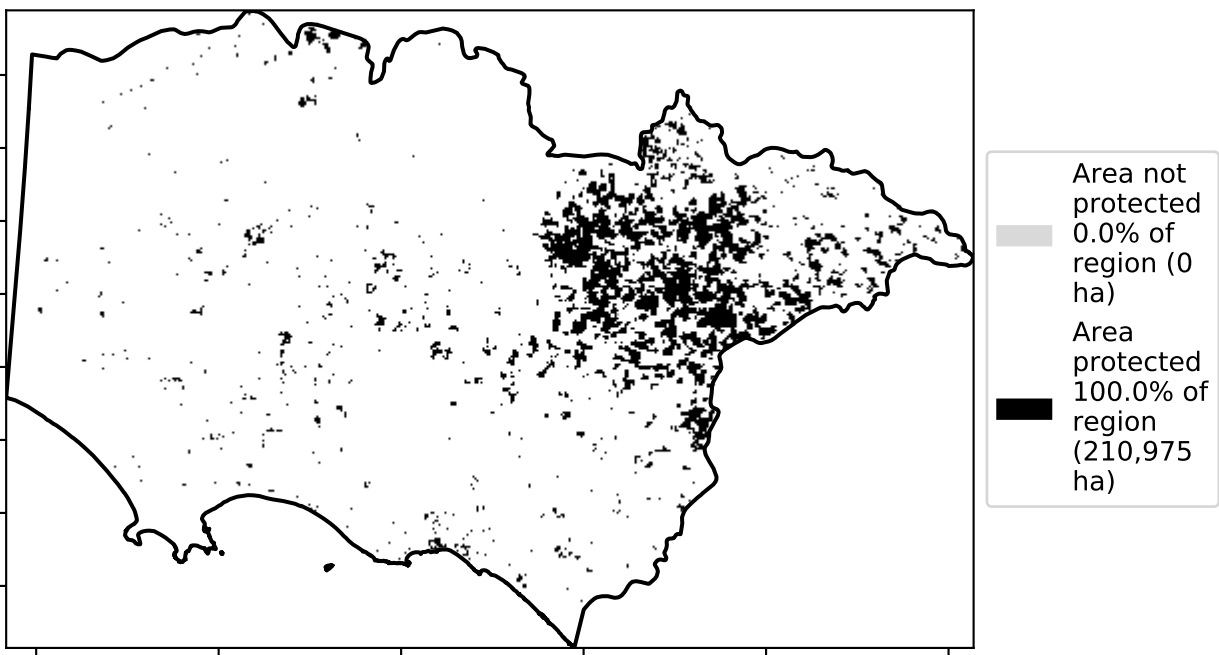 Area not
protected
0.0% of
region (0
ha)
Area
protected
100.0% of
region
(210,975
ha)